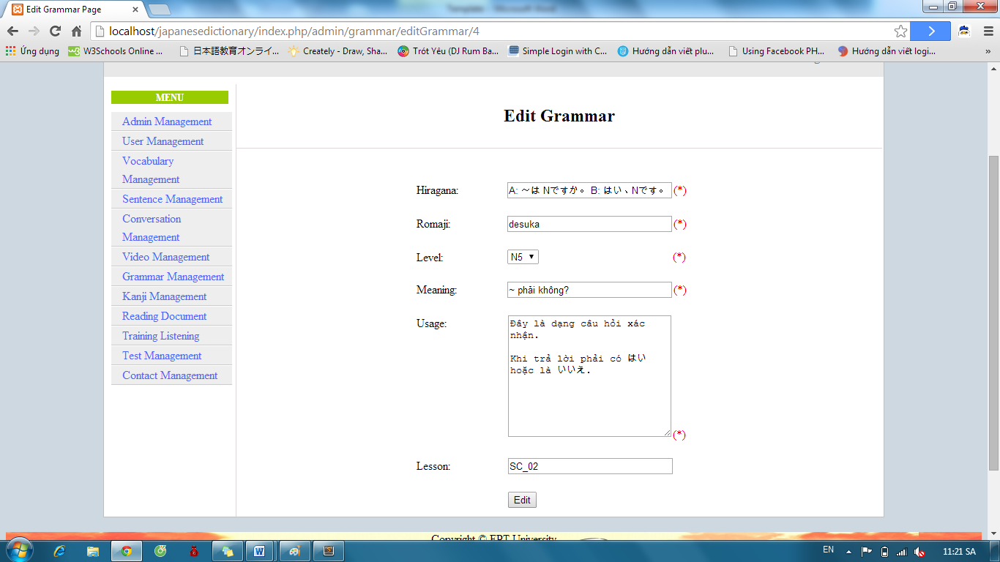 Edit Grammar Page
localhost/japanesedictionary/index.php/admin/grammar/editGrammar/4
Ứng dụng
W3Schools Online ...
日本語教育オンライ...
Creately - Draw, Sha...
Trót Yêu (DJ Rum Ba...
Simple Login with C...
Hướng dẫn viết plu...
Using Facebook PH...
Hướng dẫn viết logi...
»
MENU
Admin Management
User Management
Vocabulary
Management
Sentence Management
Conversation
Management
Video Management
Grammar Management
Kanji Management
Reading Document
Training Listening
Test Management
Contact Management
Edit Grammar
Hiragana: A: ～は Nですか。 B: はい、Nです。 (*)
Romaji: desuka (*)
Level: N5 (*)
Meaning: ~ phải không? (*)
Usage: Đây là dạng câu hỏi xác
nhận.
Khi trả lời phải có はい
hoặc là いいえ.
(*)
Lesson: SC_02
Edit
Copyright © FPT University
EN
11:21 SA